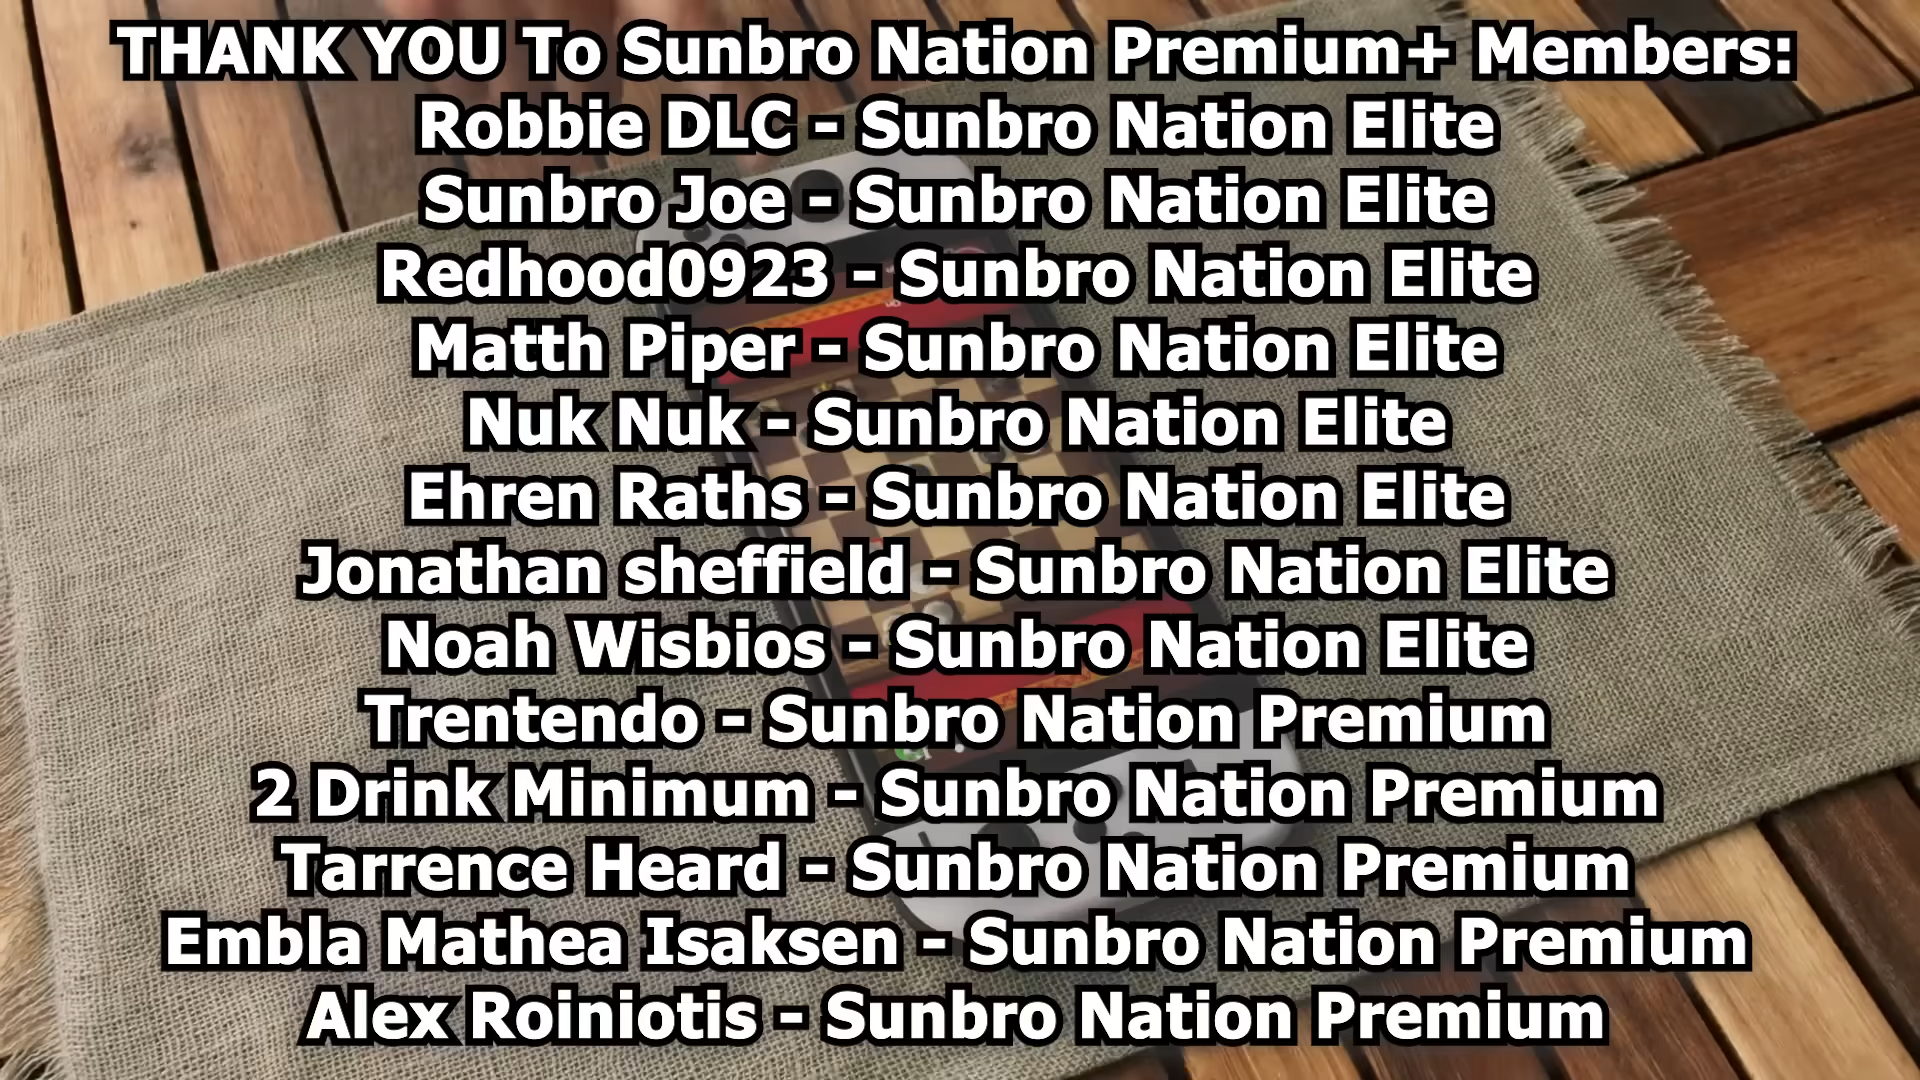 THANK YOU To Sunbro Nation Premium+ Members:
Robbie DLC - Sunbro Nation Elite
Sunbro Joe - Sunbro Nation Elite
Redhood0923 - Sunbro Nation Elite
Matth Piper - Sunbro Nation Elite
Nuk Nuk - Sunbro Nation Elite
Ehren Raths - Sunbro Nation Elite
Jonathan sheffield - Sunbro Nation Elite
Noah Wisbios - Sunbro Nation Elite
Trentendo - Sunbro Nation Premium
2 Drink Minimum - Sunbro Nation Premium
Tarrence Heard - Sunbro Nation Premium
Embla Mathea Isaksen - Sunbro Nation Premium
Alex Roiniotis - Sunbro Nation Premium